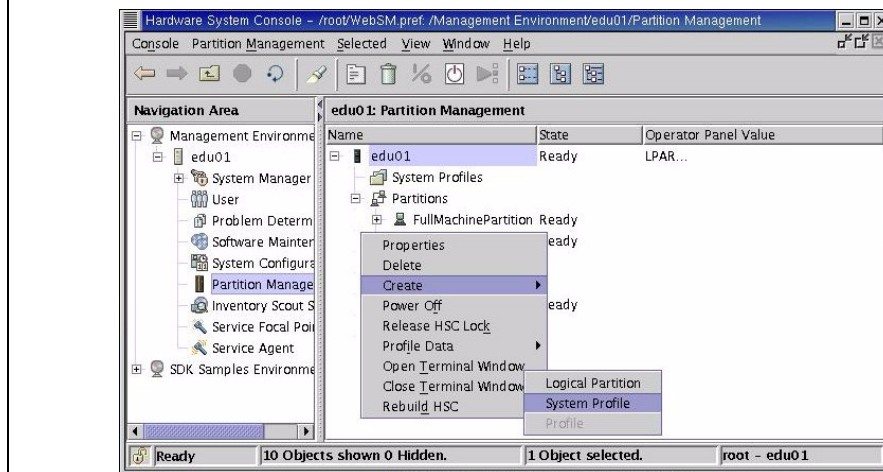 Hardware System Console - /root/WebSM.pref: /Management Environment/edu01/Partition Management
Console Partition Management Selected View Window Help
Navigation Area
edu01: Partition Management
Name State Operator Panel Value
Management Environme
edu01
System Manager
User
Problem Determ
Software Mainter
System Configura
Partition Manage
Inventory Scout S
Service Focal Poi
Service Agent
SDK Samples Environme
edu01 Ready LPAR...
System Profiles
Partitions
FullMachinePartition Ready
eady
eady
Properties
Delete
Create
Power Off
Release HSC Lock
Profile Data
Open Terminal Window
Close Terminal Window
Rebuild HSC
Logical Partition
System Profile
Profile
Ready 10 Objects shown 0 Hidden. 1 Object selected. root - edu01